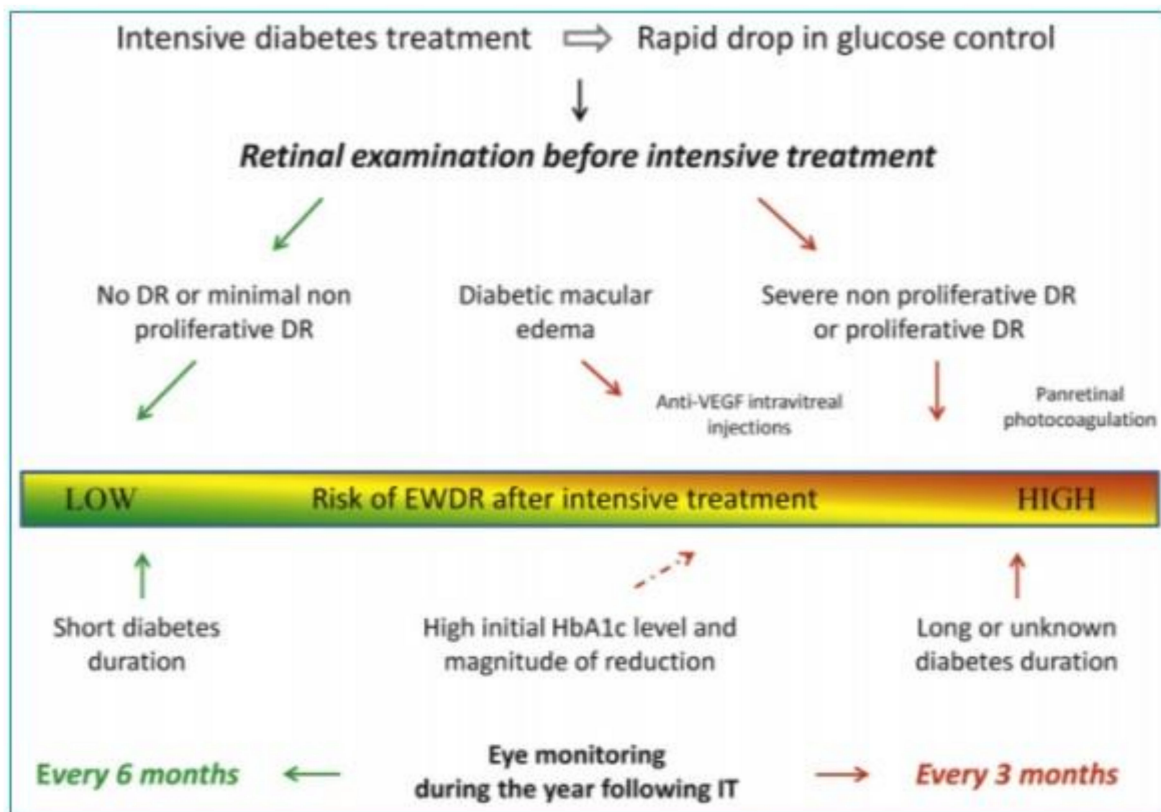 Intensive diabetes treatment ⇨ Rapid drop in glucose control
Retinal examination before intensive treatment
No DR or minimal non
proliferative DR
Diabetic macular
edema
Severe non proliferative DR
or proliferative DR
Anti-VEGF intravitreal
injections
Panretinal
photocoagulation
LOW Risk of EWDR after intensive treatment HIGH
Short diabetes
duration
High initial HbA1c level and
magnitude of reduction
Long or unknown
diabetes duration
Every 6 months
Eye monitoring
during the year following IT
Every 3 months